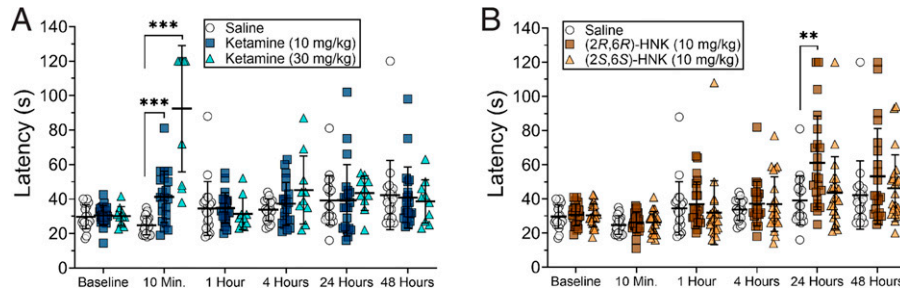 A
Saline
Ketamine (10 mg/kg)
Ketamine (30 mg/kg)
***
***
Latency (s)
140
120
100
80
60
40
20
0
Baseline 10 Min. 1 Hour 4 Hours 24 Hours 48 Hours
B
Saline
(2R,6R)-HNK (10 mg/kg)
(2S,6S)-HNK (10 mg/kg)
**
Latency (s)
140
120
100
80
60
40
20
0
Baseline 10 Min. 1 Hour 4 Hours 24 Hours 48 Hours